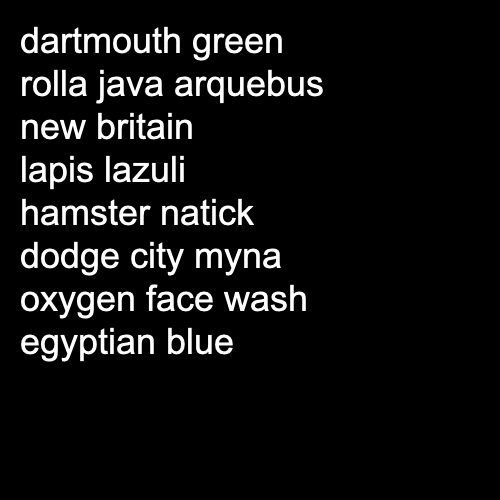 dartmouth green
rolla java arquebus
new britain
lapis lazuli
hamster natick
dodge city myna
oxygen face wash
egyptian blue